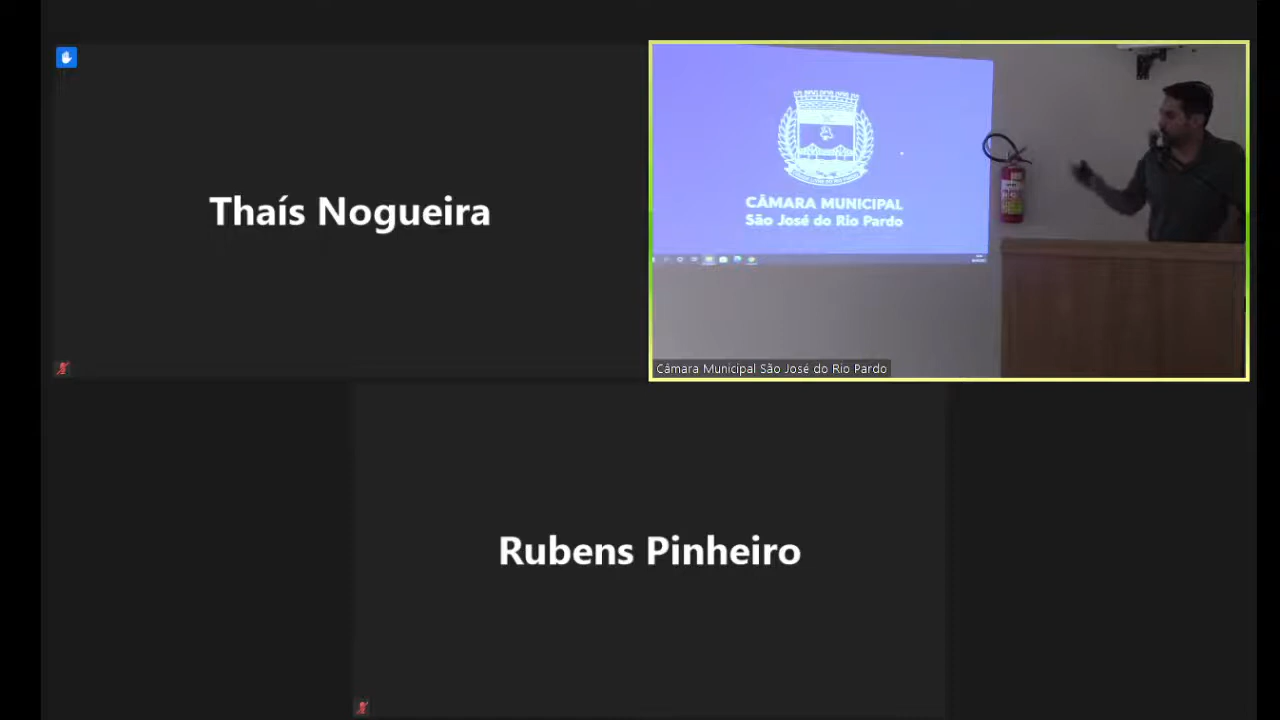 Thaís Nogueira
CÂMARA MUNICIPAL
São José do Rio Pardo
Câmara Municipal São José do Rio Pardo
Rubens Pinheiro